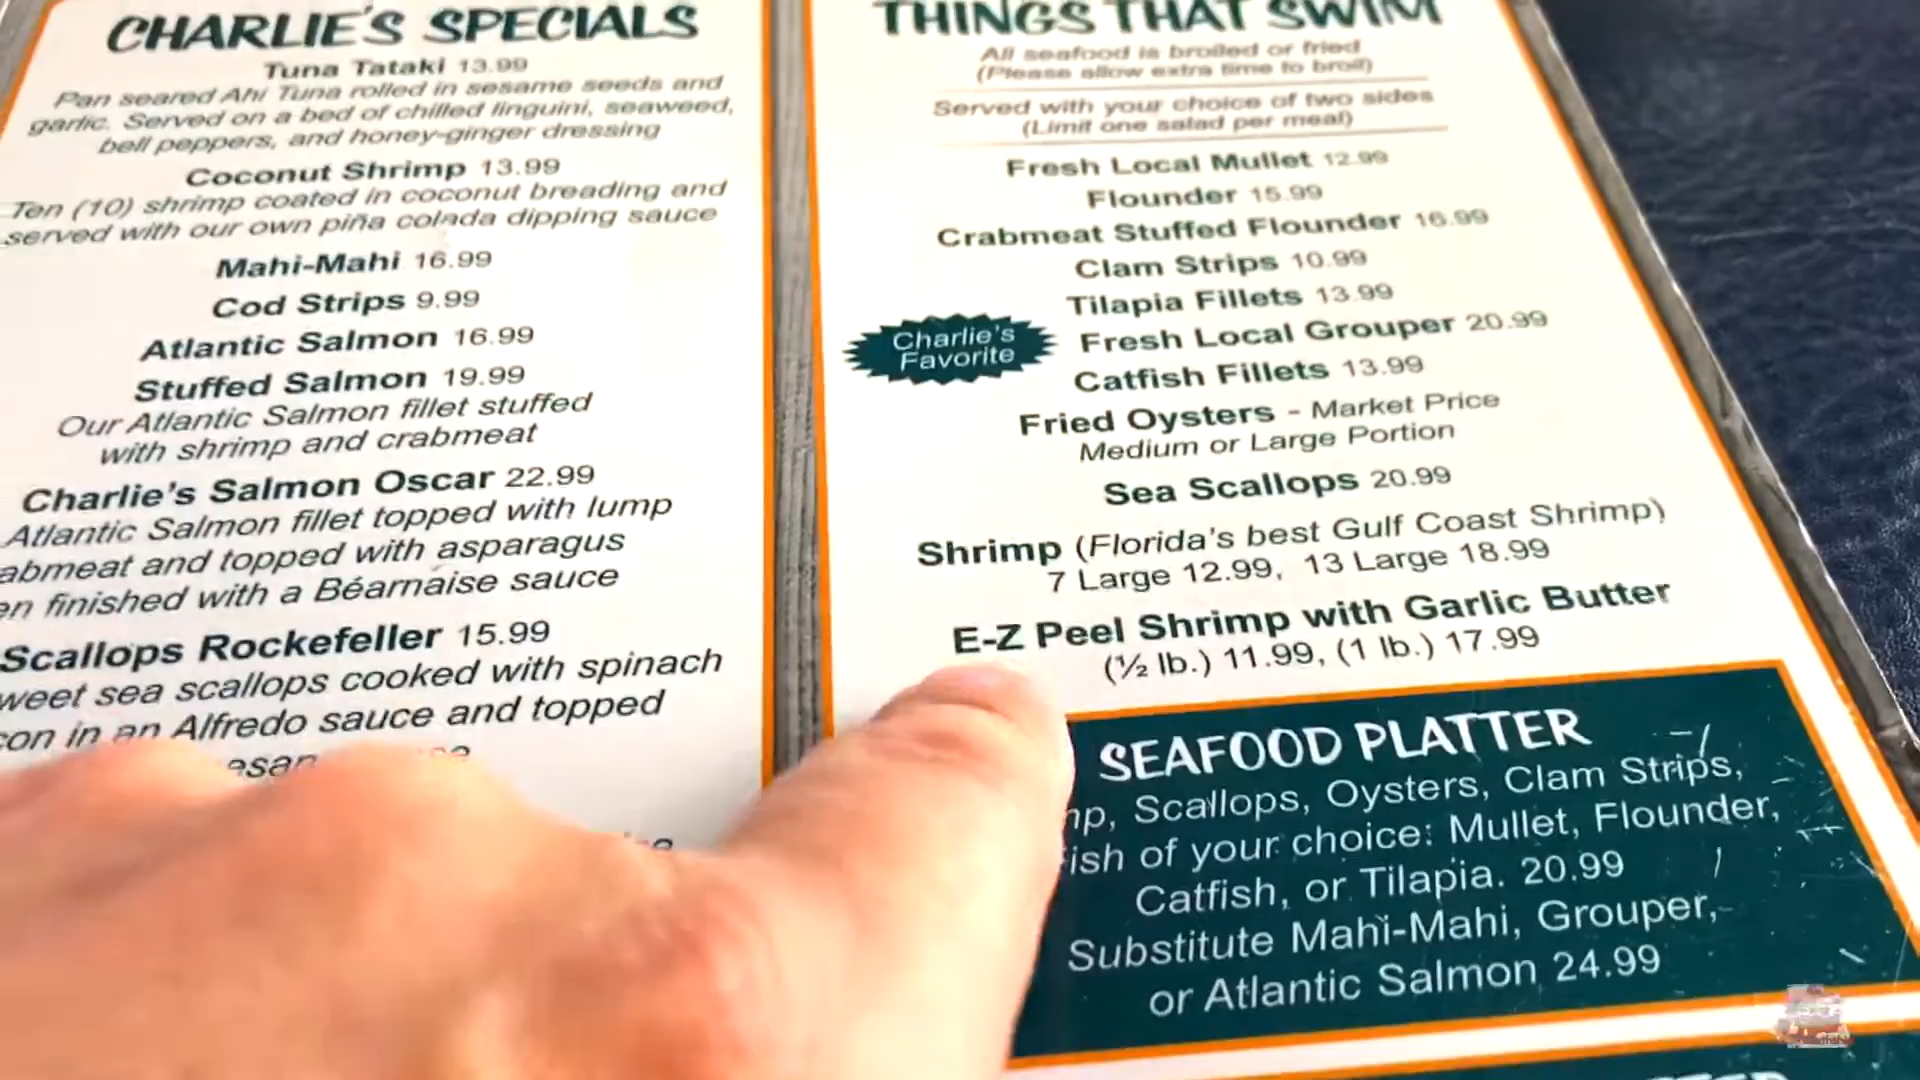 CHARLIE'S SPECIALS
Tuna Tataki 13.99
Pan seared Ahi Tuna rolled in sesame seeds and
garlic. Served on a bed of chilled linguini, seaweed,
bell peppers, and honey-ginger dressing
Coconut Shrimp 13.99
Ten (10) shrimp coated in coconut breading and
served with our own piña colada dipping sauce
Mahi-Mahi 16.99
Cod Strips 9.99
Atlantic Salmon 16.99
Stuffed Salmon 19.99
Our Atlantic Salmon fillet stuffed
with shrimp and crabmeat
Charlie's Salmon Oscar 22.99
Atlantic Salmon fillet topped with lump
abmeat and topped with asparagus
en finished with a Béarnaise sauce
Scallops Rockefeller 15.99
weet sea scallops cooked with spinach
con in an Alfredo sauce and topped
esan
THINGS THAT SWIM
All seafood is broiled or fried
(Please allow extra time to broil)
Served with your choice of two sides
(Limit one salad per meal)
Fresh Local Mullet 12.99
Flounder 15.99
Crabmeat Stuffed Flounder 16.99
Clam Strips 10.99
Tilapia Fillets 13.99
Charlie's
Favorite
Fresh Local Grouper 20.99
Catfish Fillets 13.99
Fried Oysters - Market Price
Medium or Large Portion
Sea Scallops 20.99
Shrimp (Florida's best Gulf Coast Shrimp)
7 Large 12.99, 13 Large 18.99
E-Z Peel Shrimp with Garlic Butter
(½ lb.) 11.99, (1 lb.) 17.99
SEAFOOD PLATTER
mp, Scallops, Oysters, Clam Strips,
ish of your choice: Mullet, Flounder,
Catfish, or Tilapia. 20.99
Substitute Mahi-Mahi, Grouper,
or Atlantic Salmon 24.99